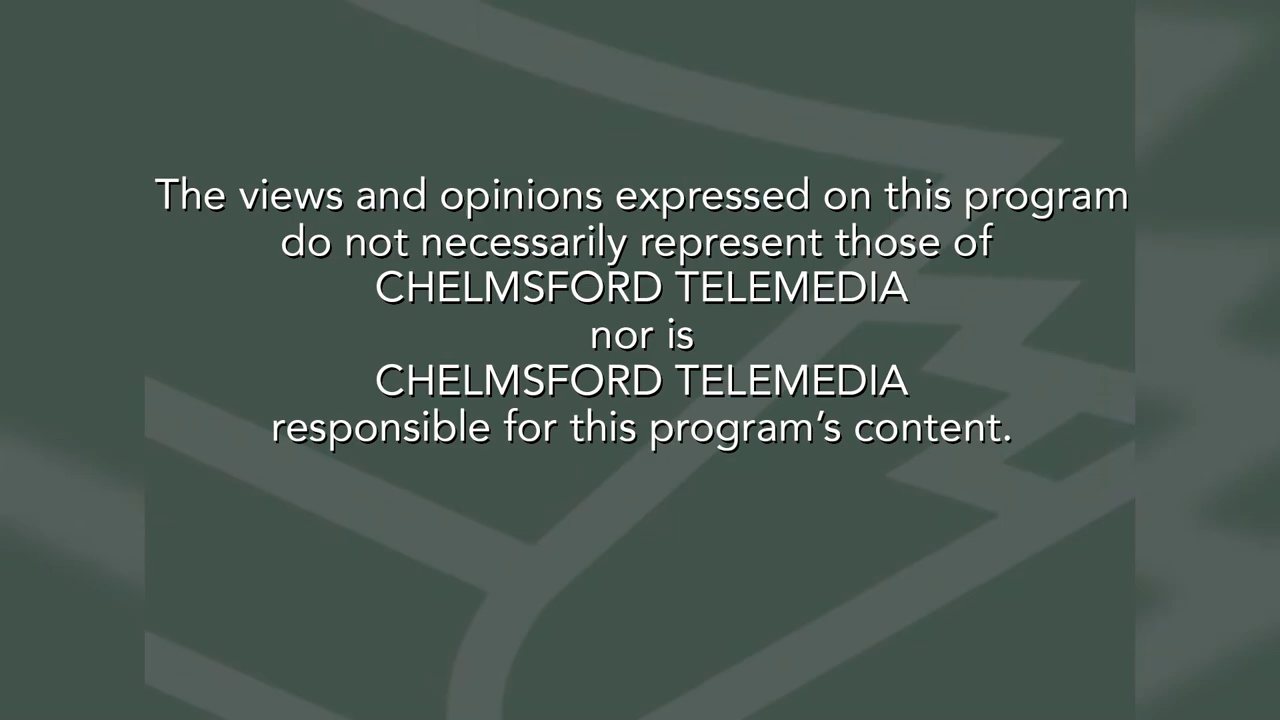 The views and opinions expressed on this program
do not necessarily represent those of
CHELMSFORD TELEMEDIA
nor is
CHELMSFORD TELEMEDIA
responsible for this program’s content.